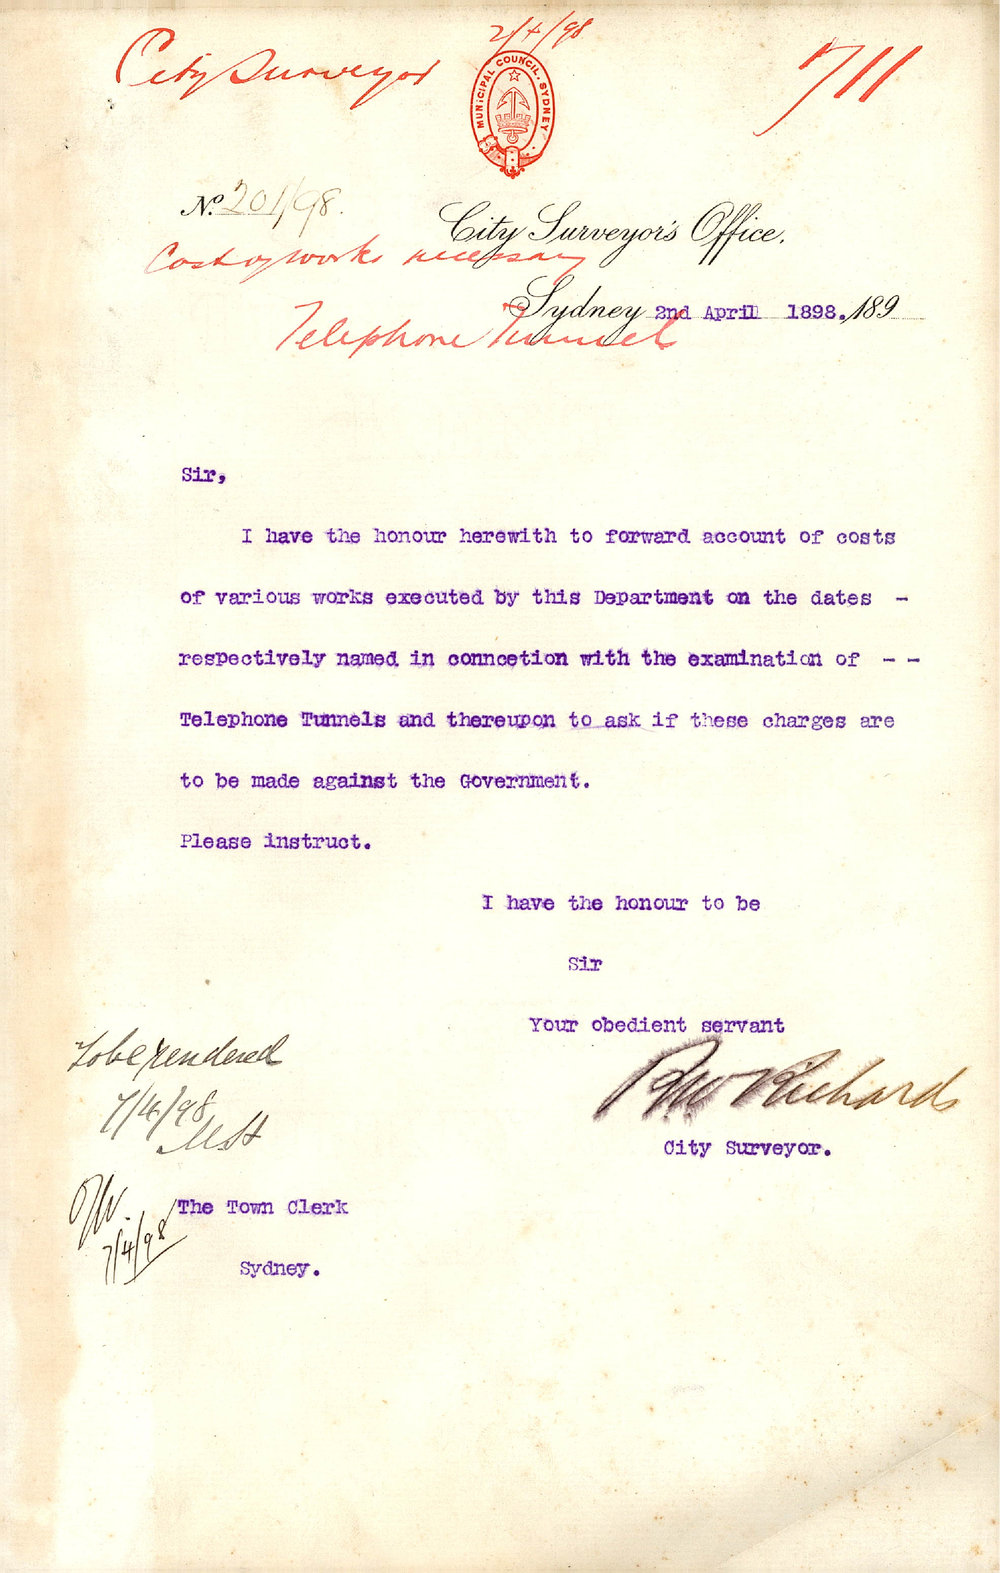 2/4/98
City Surveyor
711
MUNICIPAL COUNCIL. SYDNEY
No. 201/98.
City Surveyor's Office,
Cost of works necessary
Sydney 2nd April 1898. 189
Telephone Tunnel
Sir,
I have the honour herewith to forward account of costs
of various works executed by this Department on the dates -
respectively named in conncetion with the examination of - -
Telephone Tunnels and thereupon to ask if these charges are
to be made against the Government.
Please instruct.
I have the honour to be
Sir
Your obedient servant
RW Richards
City Surveyor.
To be rendered
7/4/98
The Town Clerk
7/4/98
Sydney.